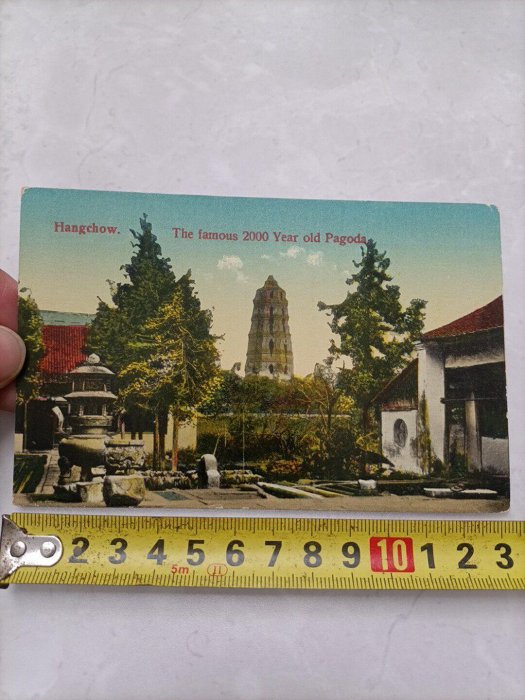 Hangchow. The famous 2000 Year old Pagoda.
2 3 4 5 6 7 8 9 10 1 2 3
5m II